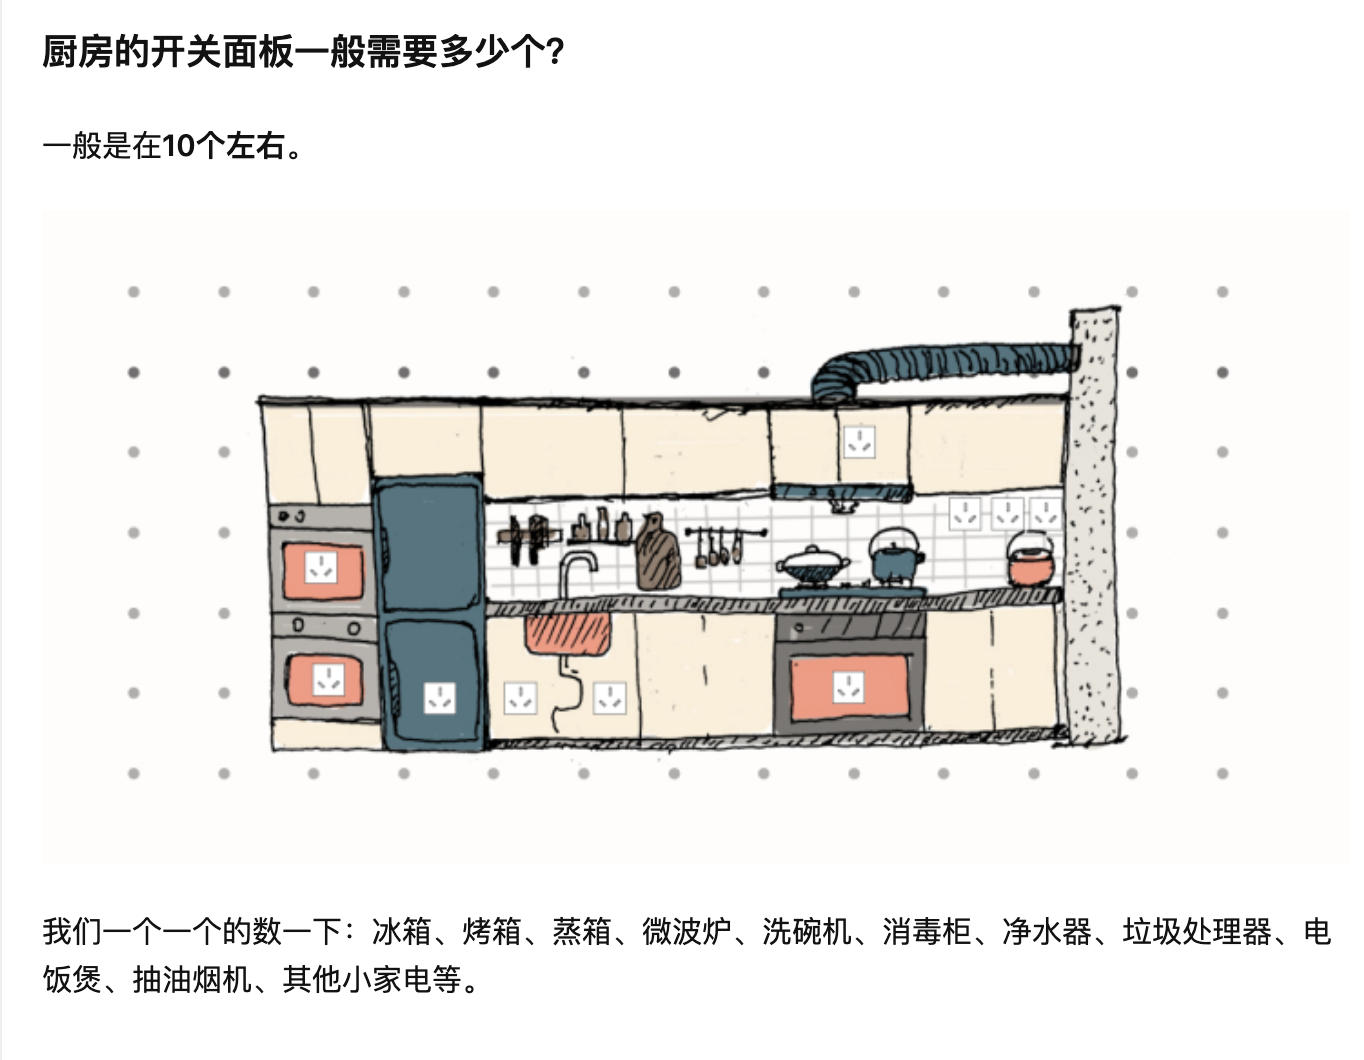 厨房的开关面板一般需要多少个?
一般是在10个左右。
我们一个一个的数一下：冰箱、烤箱、蒸箱、微波炉、洗碗机、消毒柜、净水器、垃圾处理器、电
饭煲、抽油烟机、其他小家电等。